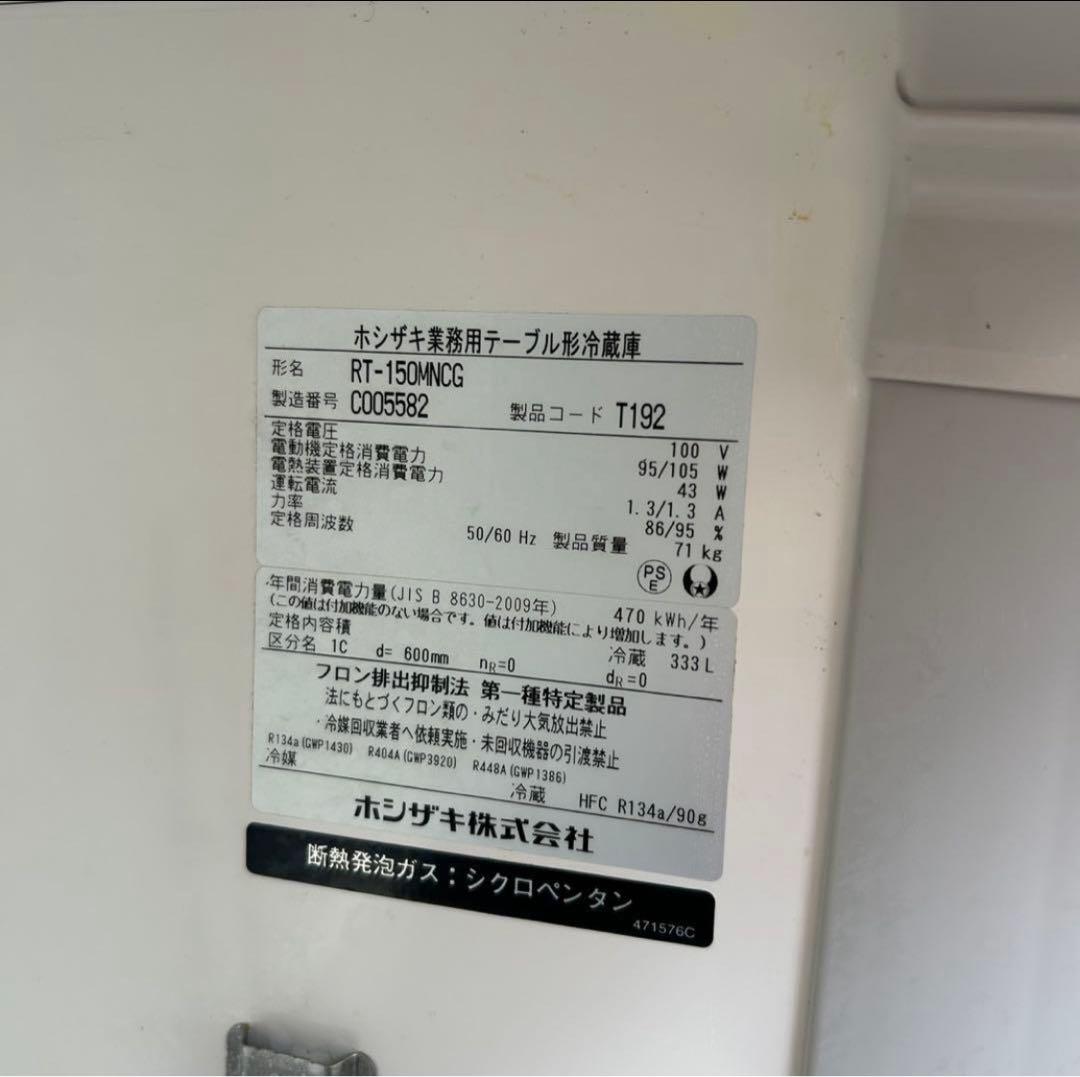 ホシザキ業務用テーブル形冷蔵庫
形名 RT-150MNCG
製造番号 C005582 製品コード T192
定格電圧 100 V
電動機定格消費電力 95/105 W
電熱装置定格消費電力 43 W
運転電流 1.3/1.3 A
力率 86/95 %
定格周波数 50/60 Hz 製品質量 71 kg
PS
E
年間消費電力量(JIS B 8630-2009年) 470 kWh/年
(この値は付加機能のない場合です。値は付加機能により増加します。)
定格内容積 冷蔵 333 L
区分名 1C d= 600mm nR=0 dR=0
フロン排出抑制法 第一種特定製品
法にもとづくフロン類の・みだり大気放出禁止
・冷媒回収業者へ依頼実施・未回収機器の引渡禁止
R134a(GWP1430) R404A(GWP3920) R448A(GWP1386)
冷媒 冷蔵 HFC R134a/90g
ホシザキ株式会社
断熱発泡ガス：シクロペンタン
471576C